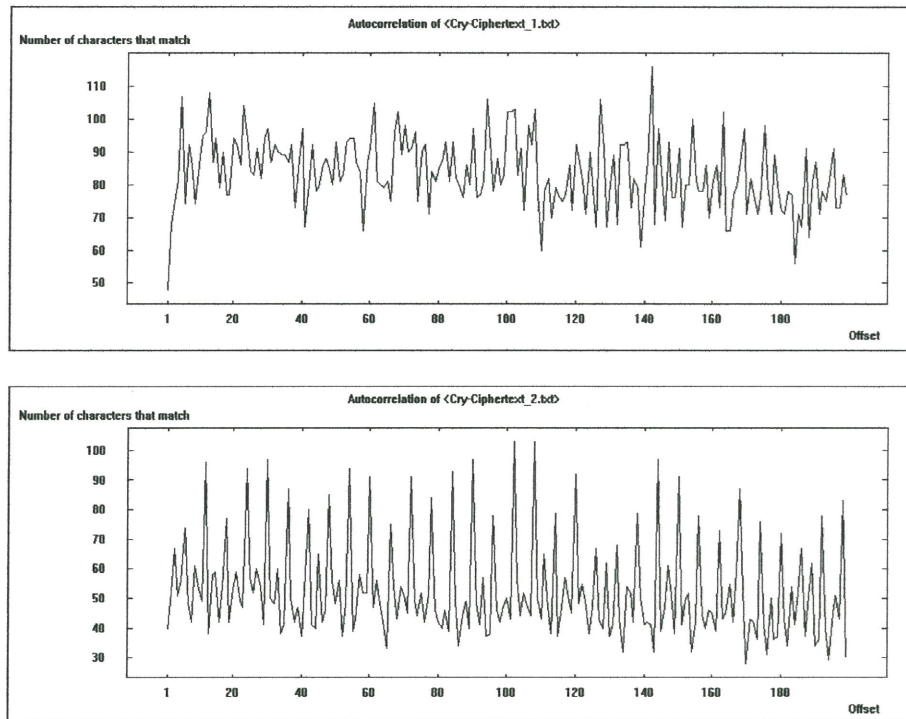 Autocorrelation of <Cry-Ciphertext_1.txt>
Number of characters that match
110
100
90
80
70
60
50
1 20 40 60 80 100 120 140 160 180
Offset
Autocorrelation of <Cry-Ciphertext_2.txt>
Number of characters that match
100
90
80
70
60
50
40
30
1 20 40 60 80 100 120 140 160 180
Offset